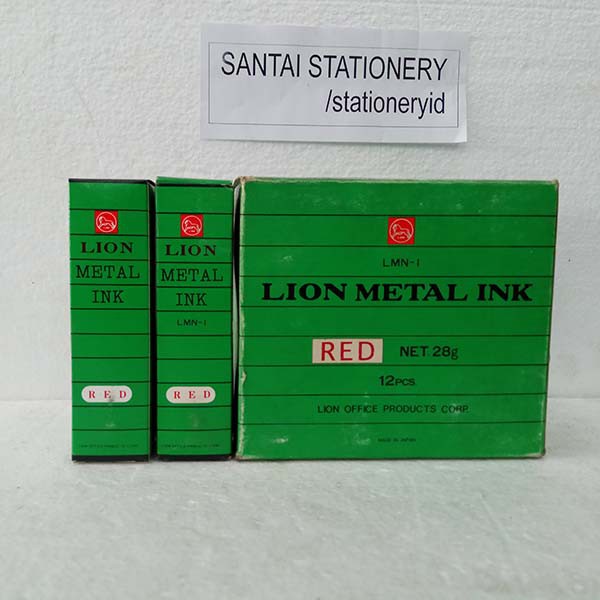 SANTAI STATIONERY
/stationeryid
LION
METAL
INK
RED
LION
METAL
INK
LMN-1
RED
LMN-1
LION METAL INK
RED NET. 28g
12PCS.
LION OFFICE PRODUCTS CORP.
MADE IN JAPAN